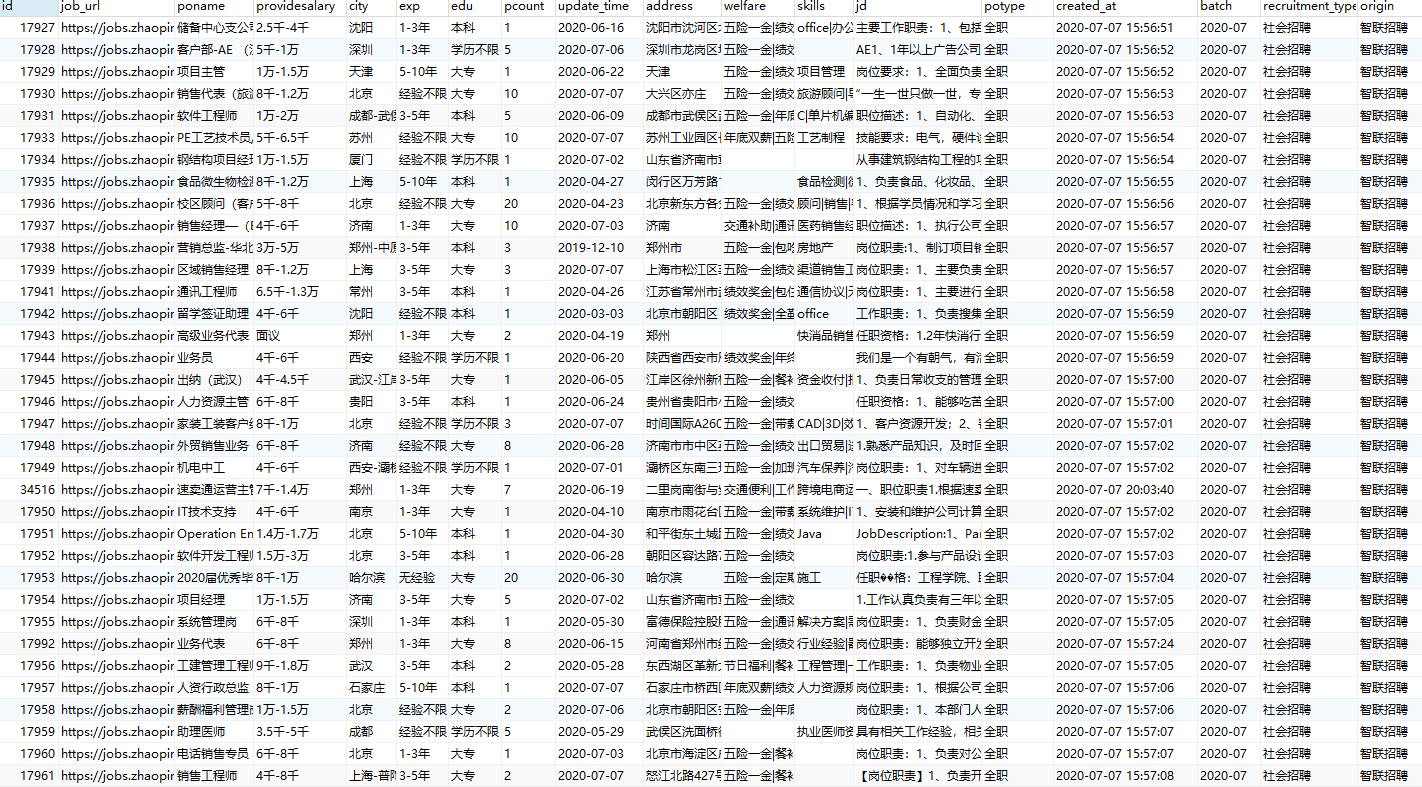 id job_url poname providesalary city exp edu pcount update_time address welfare skills jd potype created_at batch recruitment_type origin
17927 https://jobs.zhaopin 储备中心支公司 2.5千-4千 沈阳 1-3年 本科 1 2020-06-16 沈阳市沈河区 五险一金|绩效 office|办公 主要工作职责：1、包括 全职 2020-07-07 15:56:51 2020-07 社会招聘 智联招聘
17928 https://jobs.zhaopin 客户部-AE 5千-1万 深圳 1-3年 学历不限 5 2020-07-06 深圳市龙岗区 五险一金|绩效 AE1、1年以上广告公司 全职 2020-07-07 15:56:52 2020-07 社会招聘 智联招聘
17929 https://jobs.zhaopin 项目主管 1万-1.5万 天津 5-10年 大专 1 2020-06-22 天津 五险一金|绩效 项目管理 岗位要求：1、全面负责 全职 2020-07-07 15:56:52 2020-07 社会招聘 智联招聘
17930 https://jobs.zhaopin 销售代表（旅游 8千-1.2万 北京 经验不限 大专 10 2020-07-07 大兴区亦庄 五险一金|绩效 旅游顾问| “一生一世只做一世，专 全职 2020-07-07 15:56:53 2020-07 社会招聘 智联招聘
17931 https://jobs.zhaopin 软件工程师 1万-2万 成都-武侯 3-5年 本科 5 2020-06-09 成都市武侯区 五险一金|年底 C|单片机编 职位描述：1、自动化、 全职 2020-07-07 15:56:53 2020-07 社会招聘 智联招聘
17933 https://jobs.zhaopin PE工艺技术员 5千-6.5千 苏州 经验不限 大专 10 2020-07-07 苏州工业园区 年底双薪|五险 工艺制程 技能要求：电气，硬件 全职 2020-07-07 15:56:54 2020-07 社会招聘 智联招聘
17934 https://jobs.zhaopin 钢结构项目经理 1万-1.5万 厦门 经验不限 学历不限 1 2020-07-02 山东省济南市 从事建筑钢结构工程的 全职 2020-07-07 15:56:54 2020-07 社会招聘 智联招聘
17935 https://jobs.zhaopin 食品微生物检测 8千-1.2万 上海 5-10年 本科 1 2020-04-27 闵行区万芳路 食品检测| 1、负责食品、化妆品、 全职 2020-07-07 15:56:55 2020-07 社会招聘 智联招聘
17936 https://jobs.zhaopin 校区顾问（客户 5千-8千 北京 经验不限 大专 20 2020-04-23 北京新东方各 五险一金|绩效 顾问|销售| 1、根据学员情况和学习 全职 2020-07-07 15:56:56 2020-07 社会招聘 智联招聘
17937 https://jobs.zhaopin 销售经理—（ 4千-6千 济南 1-3年 大专 10 2020-07-03 济南 交通补助|通讯 医药销售经 职位描述：1、执行公司 全职 2020-07-07 15:56:57 2020-07 社会招聘 智联招聘
17938 https://jobs.zhaopin 营销总监-华北 3万-5万 郑州-中原 3-5年 本科 3 2019-12-10 郑州市 五险一金|包吃 房地产 岗位职责:1、制订项目销 全职 2020-07-07 15:56:57 2020-07 社会招聘 智联招聘
17939 https://jobs.zhaopin 区域销售经理 8千-1.2万 上海 3-5年 大专 3 2020-07-07 上海市松江区 五险一金|绩效 渠道销售工 岗位职责：1、主要负责 全职 2020-07-07 15:56:57 2020-07 社会招聘 智联招聘
17941 https://jobs.zhaopin 通讯工程师 6.5千-1.3万 常州 3-5年 本科 1 2020-04-26 江苏省常州市 绩效奖金|包住 通信协议| 岗位职责：1、主要进行 全职 2020-07-07 15:56:58 2020-07 社会招聘 智联招聘
17942 https://jobs.zhaopin 留学签证助理 4千-6千 沈阳 经验不限 本科 1 2020-03-03 北京市朝阳区 绩效奖金|全勤 office 工作职责：1、负责搜集 全职 2020-07-07 15:56:59 2020-07 社会招聘 智联招聘
17943 https://jobs.zhaopin 高级业务代表 面议 郑州 1-3年 大专 2 2020-04-19 郑州 快消品销售 任职资格：1.2年快消行 全职 2020-07-07 15:56:59 2020-07 社会招聘 智联招聘
17944 https://jobs.zhaopin 业务员 4千-6千 西安 经验不限 学历不限 1 2020-06-20 陕西省西安市 绩效奖金|年终 我们是一个有朝气，有 全职 2020-07-07 15:56:59 2020-07 社会招聘 智联招聘
17945 https://jobs.zhaopin 出纳（武汉） 4千-4.5千 武汉-江岸 3-5年 大专 1 2020-06-05 江岸区徐州新村 五险一金|餐补 资金收付| 1、负责日常收支的管理 全职 2020-07-07 15:57:00 2020-07 社会招聘 智联招聘
17946 https://jobs.zhaopin 人力资源主管 6千-8千 贵阳 3-5年 大专 1 2020-06-24 贵州省贵阳市 五险一金|绩效 任职资格：1、能够吃苦 全职 2020-07-07 15:57:00 2020-07 社会招聘 智联招聘
17947 https://jobs.zhaopin 家装工装客户 8千-1万 北京 经验不限 学历不限 3 2020-07-07 时间国际A260 五险一金|带薪 CAD|3D|效 1、客户资源开发；2、 全职 2020-07-07 15:57:01 2020-07 社会招聘 智联招聘
17948 https://jobs.zhaopin 外贸销售业务 6千-8千 济南 经验不限 大专 8 2020-06-28 济南市市中区 五险一金|绩效 出口贸易| 1.熟悉产品知识，及时 全职 2020-07-07 15:57:02 2020-07 社会招聘 智联招聘
17949 https://jobs.zhaopin 机电中工 4千-6千 西安-灞桥 经验不限 学历不限 1 2020-07-01 灞桥区东南三环 五险一金|加班 汽车保养| 岗位职责：1、对车辆进 全职 2020-07-07 15:57:02 2020-07 社会招聘 智联招聘
34516 https://jobs.zhaopin 速卖通运营主管 7千-1.4万 郑州 1-3年 大专 7 2020-06-19 二里岗南街与 交通便利|工作 跨境电商运 一、职位职责1.根据速卖 全职 2020-07-07 20:03:40 2020-07 社会招聘 智联招聘
17950 https://jobs.zhaopin IT技术支持 4千-6千 南京 1-3年 大专 1 2020-04-10 南京市雨花台区 五险一金|带薪 系统维护| 1、安装和维护公司计算 全职 2020-07-07 15:57:02 2020-07 社会招聘 智联招聘
17951 https://jobs.zhaopin Operation En 1.4万-1.7万 北京 5-10年 本科 1 2020-04-30 和平街东土城 五险一金|绩效 Java JobDescription:1、Pa 全职 2020-07-07 15:57:02 2020-07 社会招聘 智联招聘
17952 https://jobs.zhaopin 软件开发工程师 1.5万-3万 北京 3-5年 本科 1 2020-06-28 朝阳区容达路 五险一金|绩效 岗位职责:1.参与产品设 全职 2020-07-07 15:57:03 2020-07 社会招聘 智联招聘
17953 https://jobs.zhaopin 2020届优秀毕 8千-1万 哈尔滨 无经验 大专 20 2020-06-30 哈尔滨 五险一金|定期 施工 任职��格：工程学院、 全职 2020-07-07 15:57:04 2020-07 社会招聘 智联招聘
17954 https://jobs.zhaopin 项目经理 1万-1.5万 济南 3-5年 大专 5 2020-07-02 山东省济南市 五险一金|绩效 1.工作认真负责有三年以 全职 2020-07-07 15:57:04 2020-07 社会招聘 智联招聘
17955 https://jobs.zhaopin 系统管理岗 6千-8千 深圳 1-3年 本科 1 2020-05-30 富德保险控股 五险一金|通讯 解决方案| 岗位职责：1、负责财金 全职 2020-07-07 15:57:05 2020-07 社会招聘 智联招聘
17992 https://jobs.zhaopin 业务代表 6千-8千 郑州 1-3年 大专 8 2020-06-15 河南省郑州市 五险一金|绩效 行业经验| 岗位职责：能够独立开发 全职 2020-07-07 15:57:24 2020-07 社会招聘 智联招聘
17956 https://jobs.zhaopin 工建管理工程师 9千-1.8万 武汉 3-5年 本科 2 2020-05-28 东西湖区革新 节日福利|餐补 工程管理| 工作职责：1、负责物业 全职 2020-07-07 15:57:05 2020-07 社会招聘 智联招聘
17957 https://jobs.zhaopin 人资行政总监 8千-1万 石家庄 5-10年 本科 1 2020-07-07 石家庄市桥西区 年底双薪|绩效 人力资源规 岗位职责：1、根据公司 全职 2020-07-07 15:57:06 2020-07 社会招聘 智联招聘
17958 https://jobs.zhaopin 薪酬福利管理 1万-1.5万 北京 经验不限 大专 2 2020-07-06 北京市朝阳区 五险一金|年底 岗位职责：1、本部门人 全职 2020-07-07 15:57:06 2020-07 社会招聘 智联招聘
17959 https://jobs.zhaopin 助理医师 3.5千-5千 成都 经验不限 学历不限 5 2020-05-29 武侯区洗面桥 执业医师资 具有相关工作经验，相 全职 2020-07-07 15:57:07 2020-07 社会招聘 智联招聘
17960 https://jobs.zhaopin 电话销售专员 6千-8千 北京 1-3年 大专 1 2020-07-03 北京市海淀区 五险一金|餐补 岗位职责：1、负责对公 全职 2020-07-07 15:57:07 2020-07 社会招聘 智联招聘
17961 https://jobs.zhaopin 销售工程师 4千-8千 上海-普陀 3-5年 大专 2 2020-07-07 怒江北路427号 五险一金|餐补 【岗位职责】1、负责开 全职 2020-07-07 15:57:08 2020-07 社会招聘 智联招聘